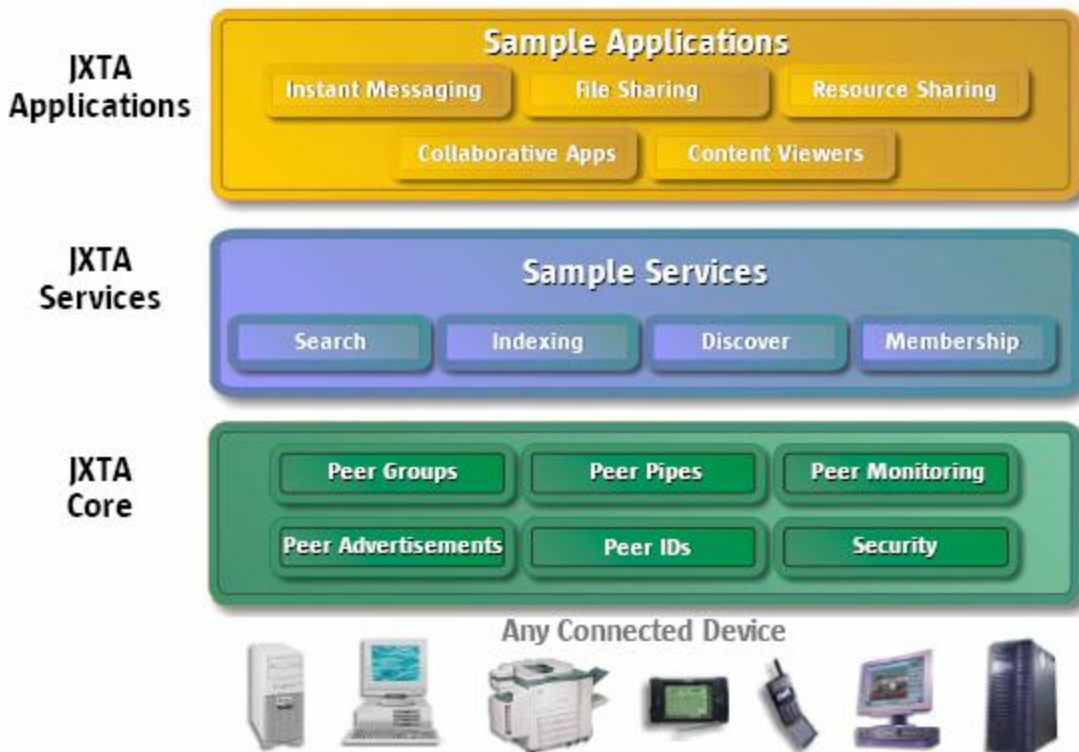 JXTA
Applications
Sample Applications
Instant Messaging
File Sharing
Resource Sharing
Collaborative Apps
Content Viewers
JXTA
Services
Sample Services
Search
Indexing
Discover
Membership
JXTA
Core
Peer Groups
Peer Pipes
Peer Monitoring
Peer Advertisements
Peer IDs
Security
Any Connected Device